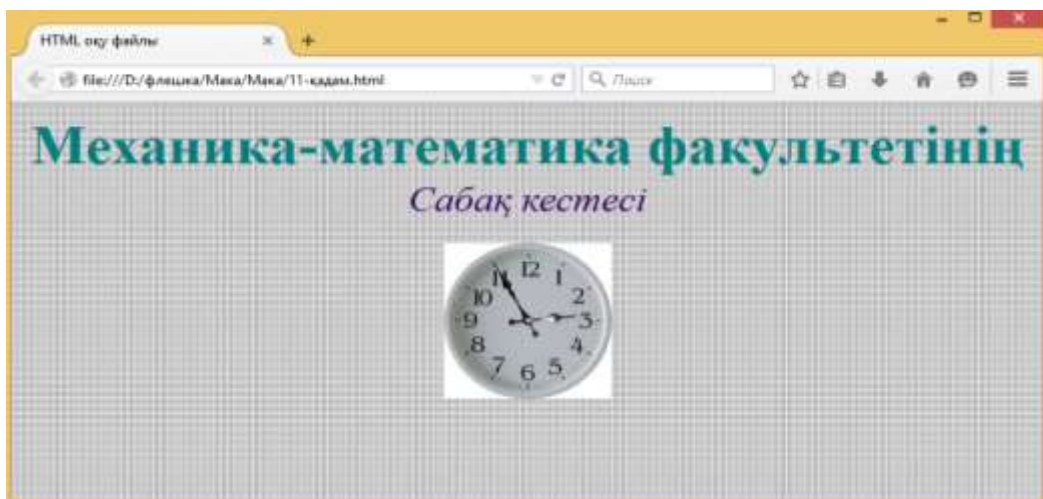 HTML оқу файлы
file:///D:/флешка/Мака/Мака/11-қадам.html
Поиск
Механика-математика факультетінің
Сабақ кестесі
12
11 1
10 2
9 3
8 4
7 6 5